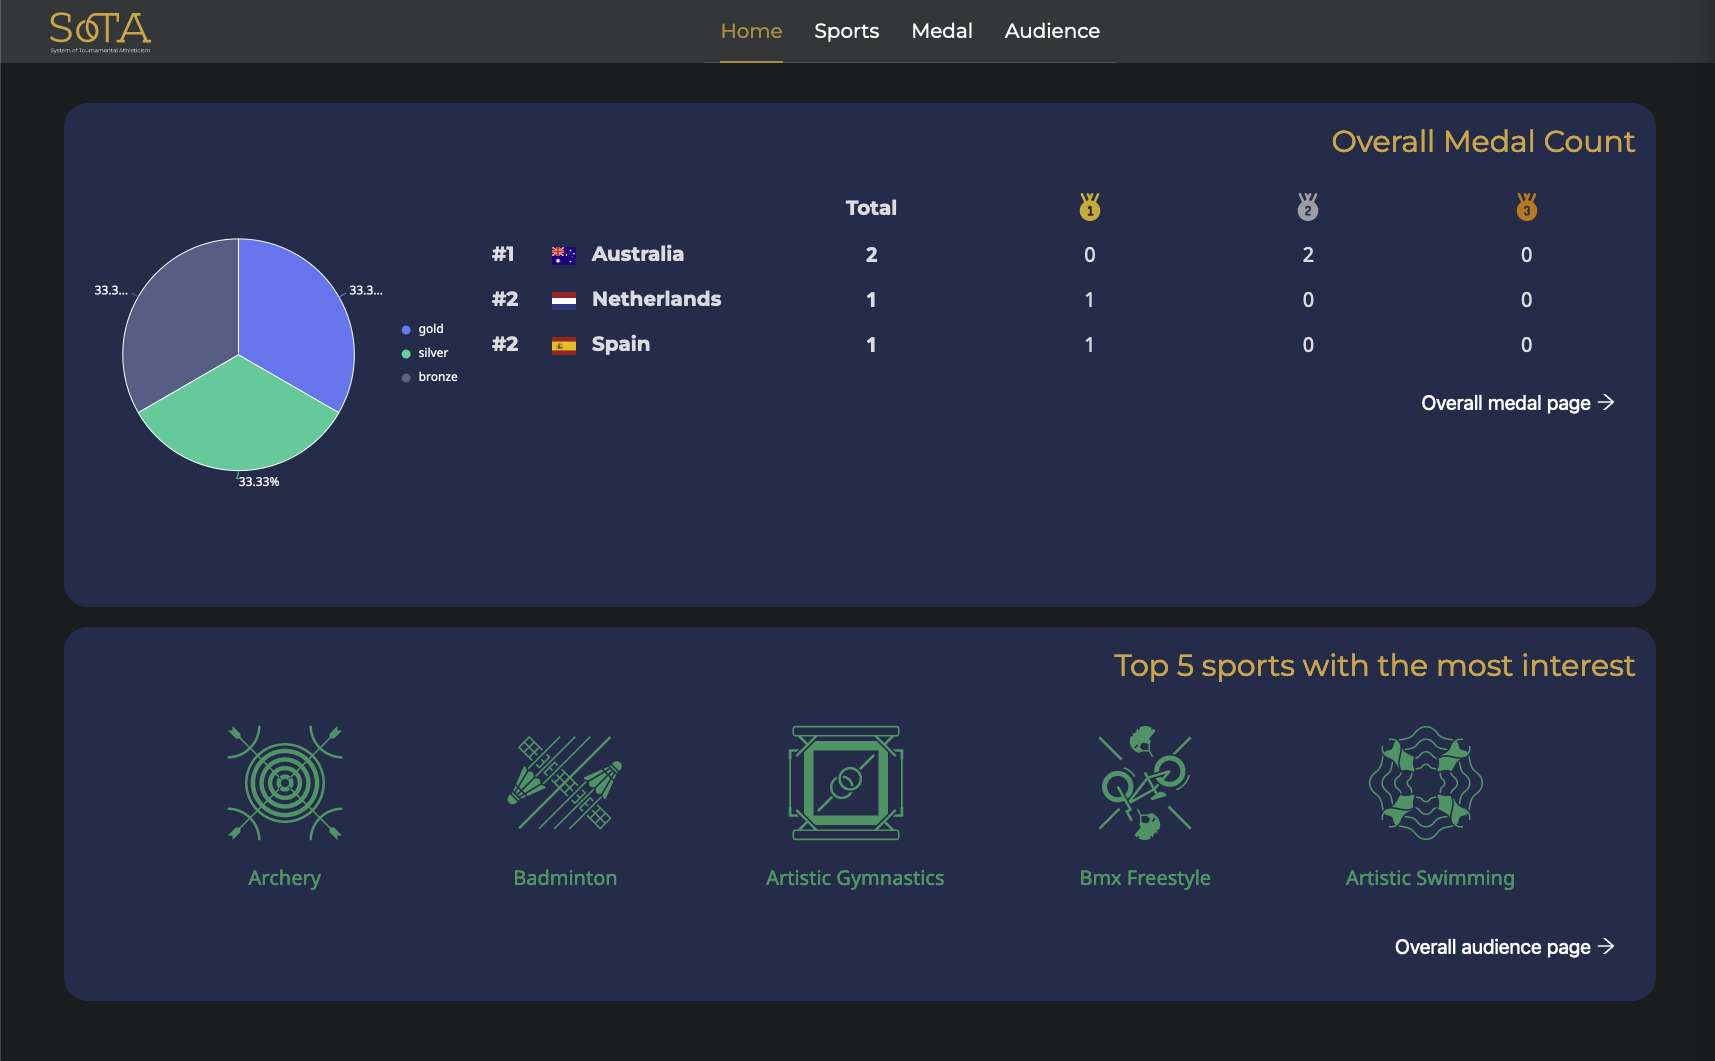 SOTA
System of Tournamental Athleticism
Home Sports Medal Audience
Overall Medal Count
Total 1 2 3
#1 Australia 2 0 2 0
#2 Netherlands 1 1 0 0
#2 Spain 1 1 0 0
33.3... 33.3...
gold
silver
bronze
33.33%
Overall medal page
Top 5 sports with the most interest
Archery Badminton Artistic Gymnastics Bmx Freestyle Artistic Swimming
Overall audience page